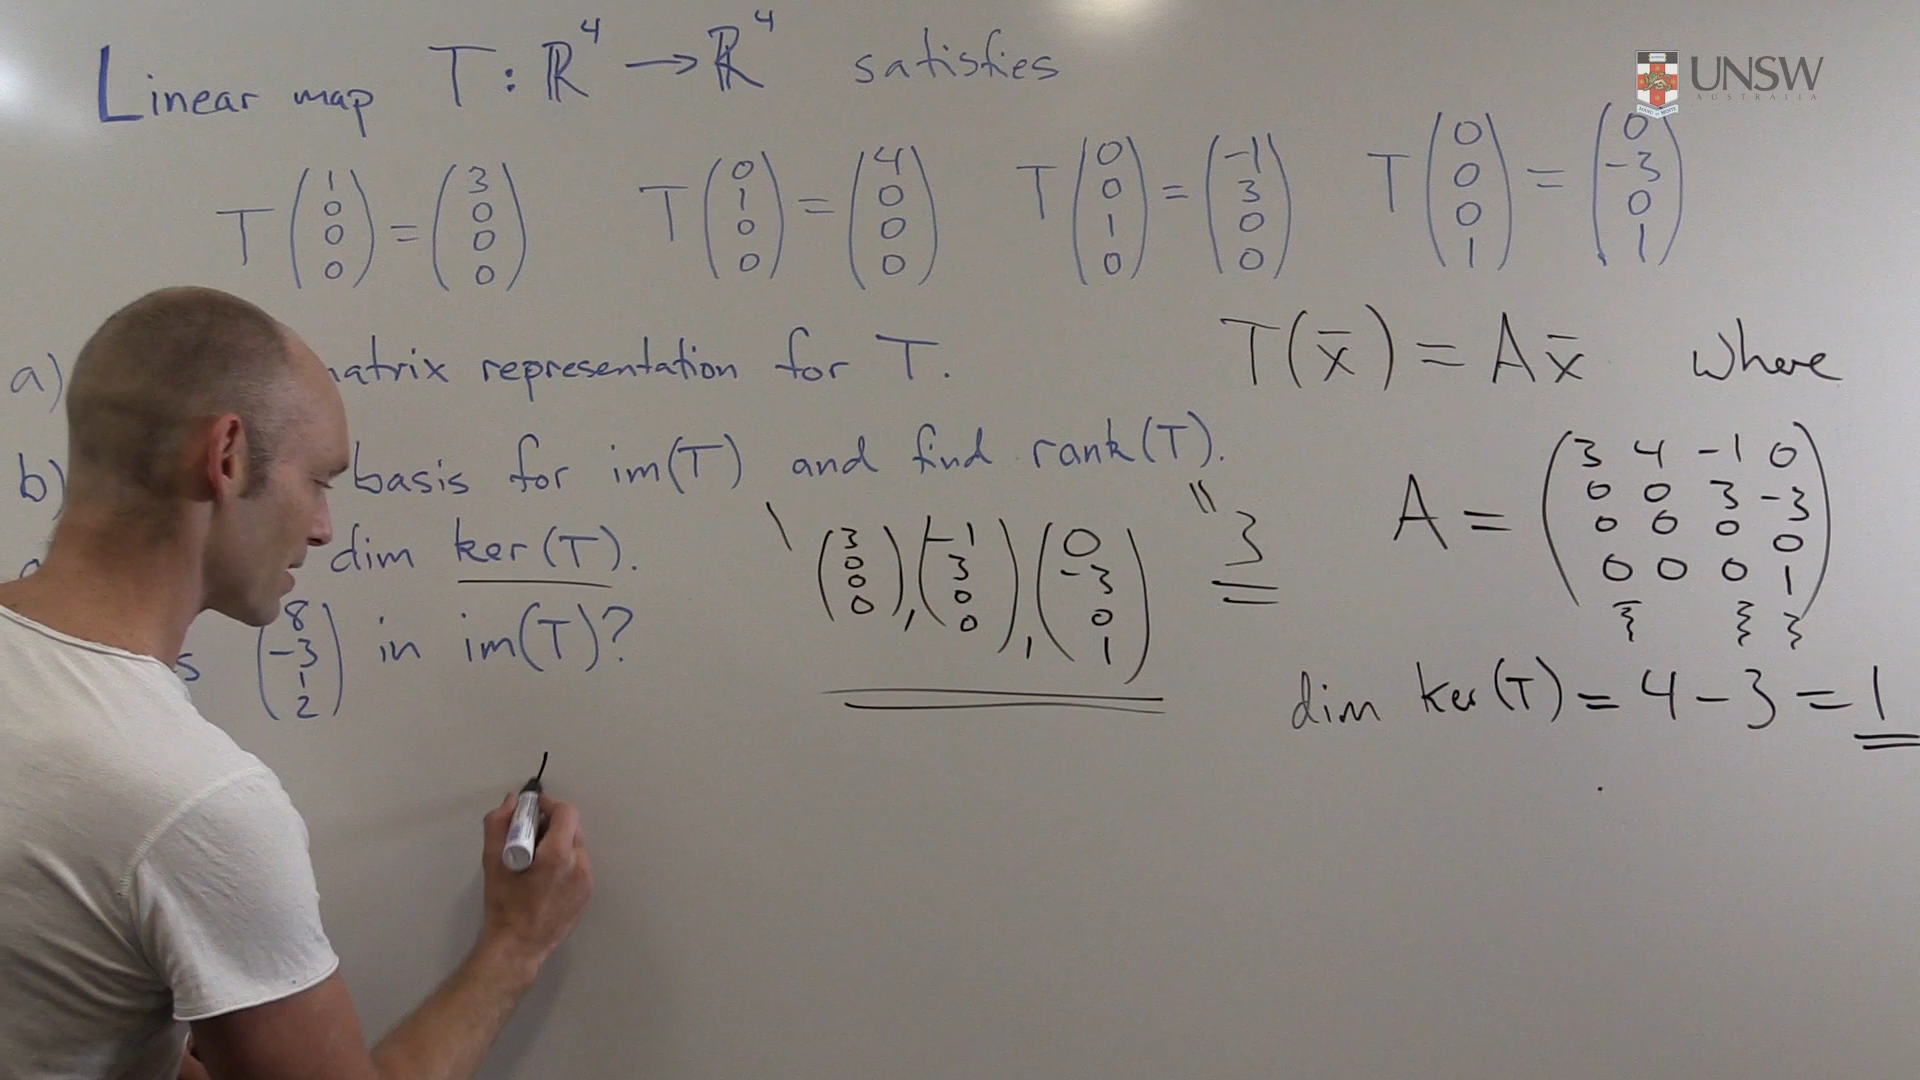 Linear map T : ℝ⁴ → ℝ⁴ satisfies
UNSW
AUSTRALIA
T(1 0 0 0) = (3 0 0 0) T(0 1 0 0) = (4 0 0 0) T(0 0 1 0) = (-1 3 0 0) T(0 0 0 1) = (0 -3 0 1)
a) matrix representation for T.
T(x̄) = Ax̄ where
b) basis for im(T) and find rank(T).
(3 0 0 0), (-1 3 0 0), (0 -3 0 1)
3
A = (3 4 -1 0
0 0 3 -3
0 0 0 0
0 0 0 1)
dim ker(T).
(8 -3 1 2) in im(T)?
dim ker(T) = 4 - 3 = 1